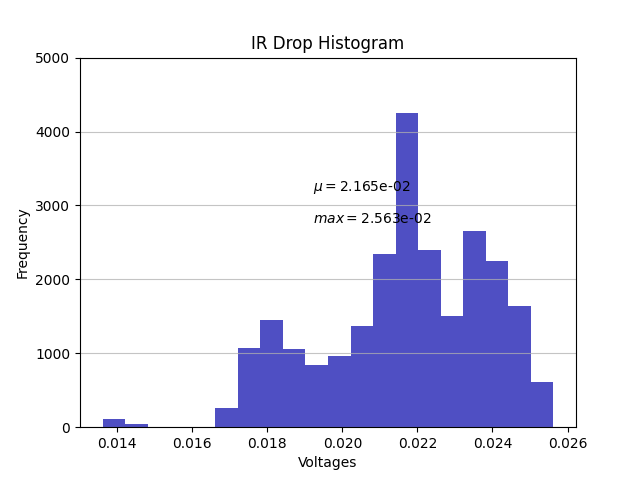 IR Drop Histogram
5000
4000
3000
2000
1000
0
Frequency
μ = 2.165e-02
max = 2.563e-02
0.014 0.016 0.018 0.020 0.022 0.024 0.026
Voltages